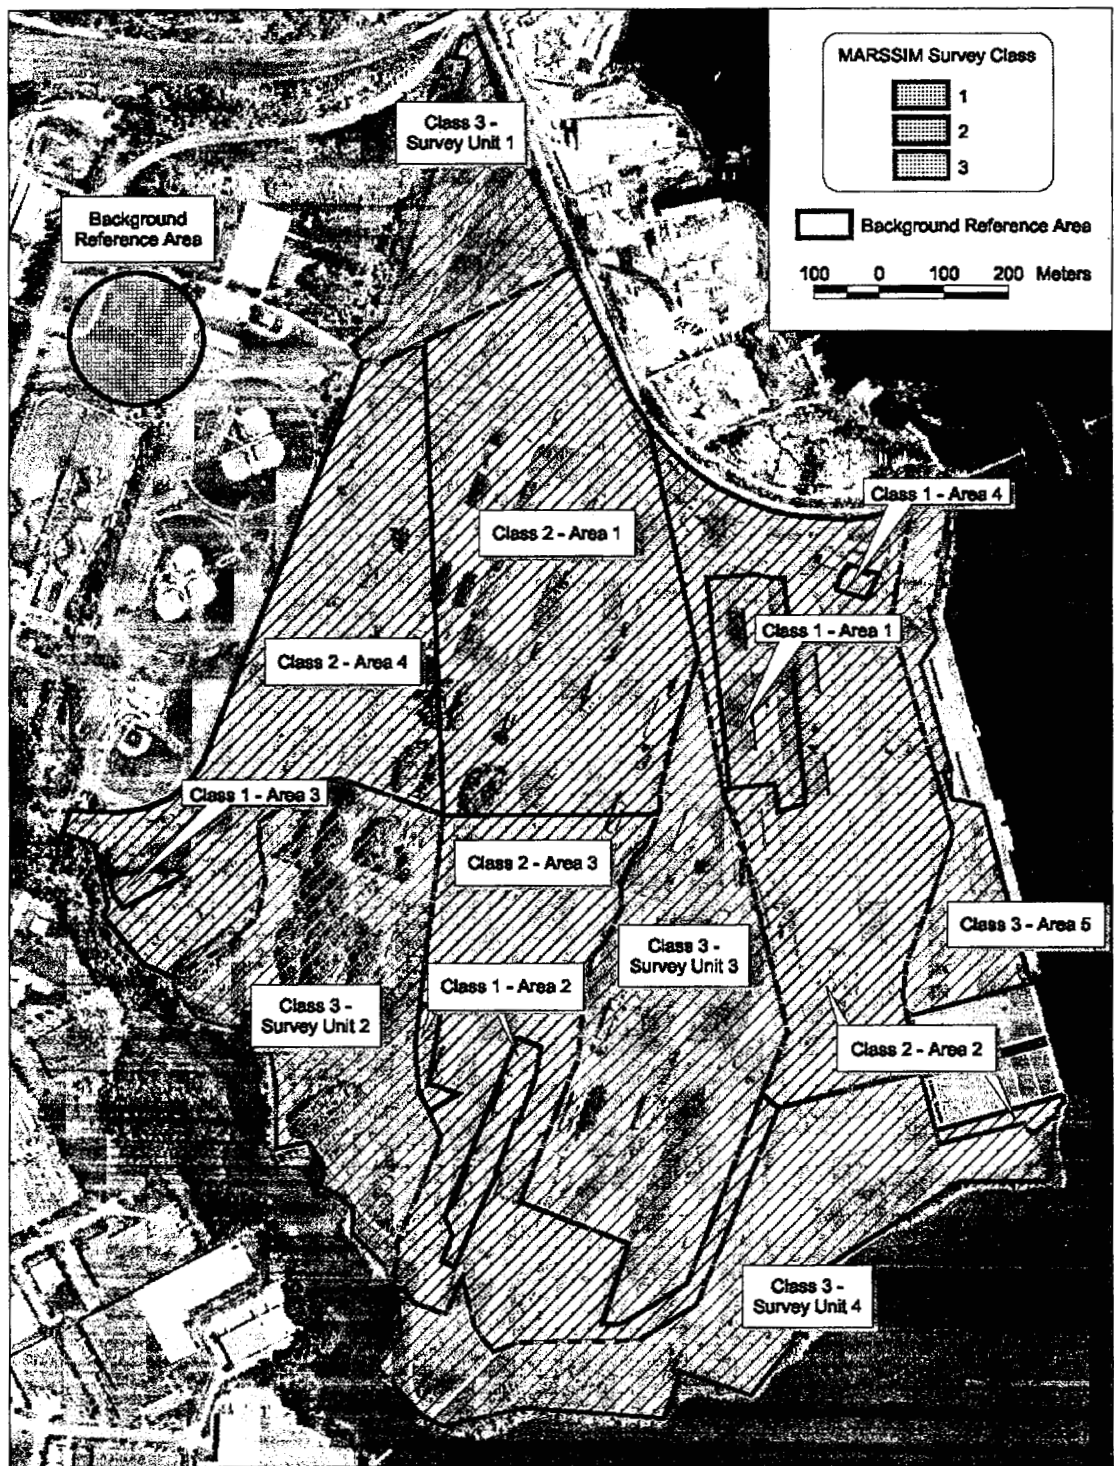 MARSSIM Survey Class
1
2
3
Background Reference Area
100 0 100 200 Meters
Class 3 -
Survey Unit 1
Background
Reference Area
Class 1 - Area 4
Class 2 - Area 1
Class 1 - Area 1
Class 2 - Area 4
Class 1 - Area 3
Class 2 - Area 3
Class 3 - Area 5
Class 3 -
Survey Unit 3
Class 1 - Area 2
Class 3 -
Survey Unit 2
Class 2 - Area 2
Class 3 -
Survey Unit 4